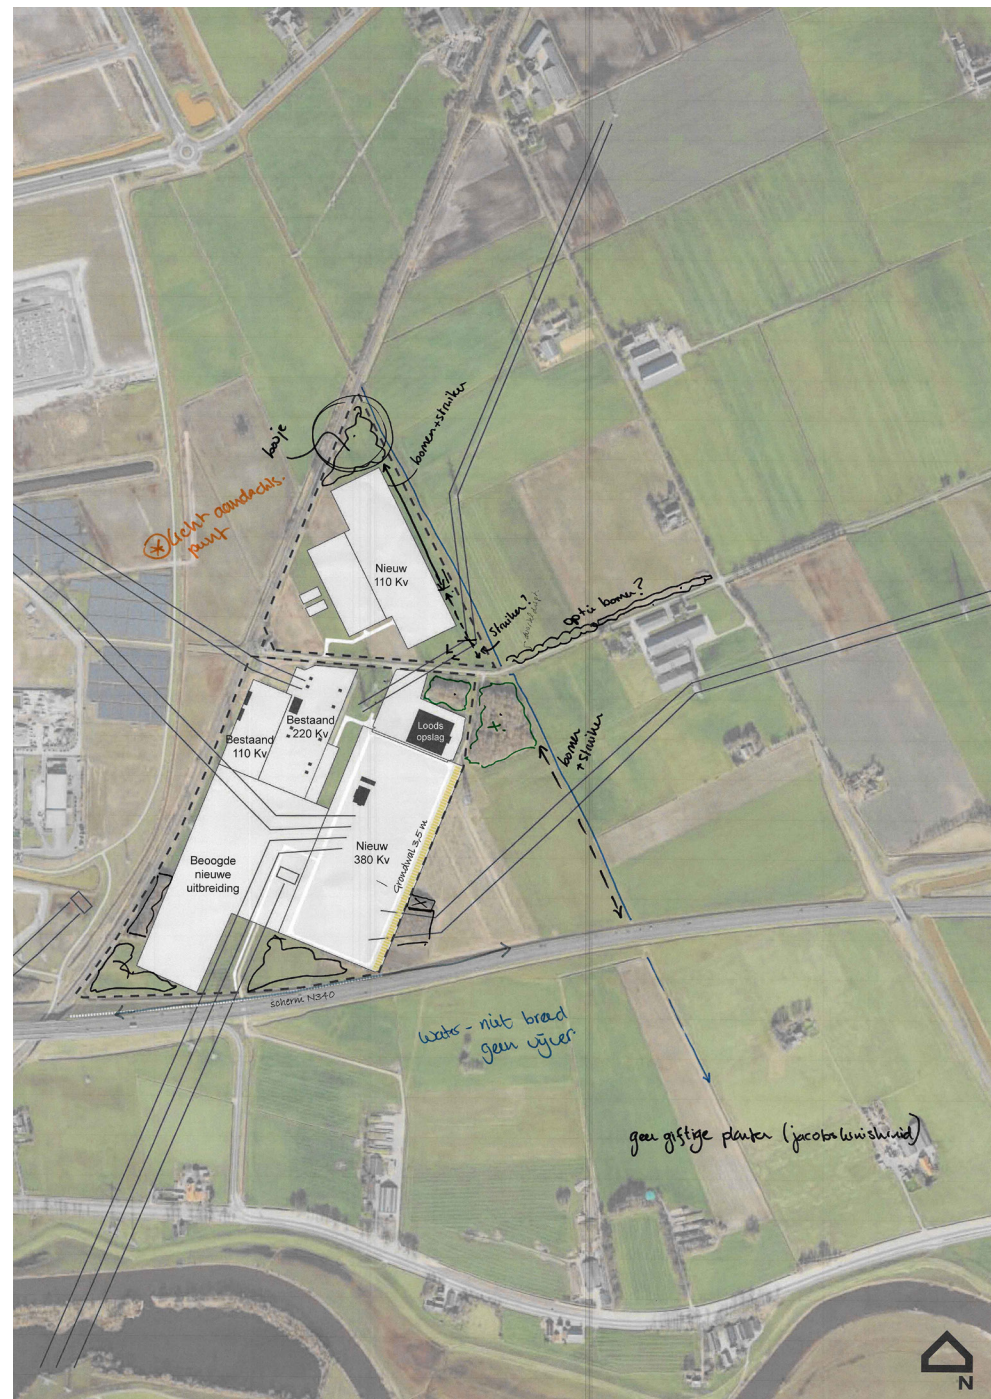 bosje
bomen+struiken
licht aandachts-
punt
Nieuw
110 Kv
struiken?
optie bomen?
Bestaand
220 Kv
Bestaand
110 Kv
Loods
opslag
bomen
+ struiken
Nieuw
380 Kv
Grondwal 3,5 m
Beoogde
nieuwe
uitbreiding
scherm N340
water - niet breed
geen vijver
geen giftige planten (jacobskruiskruid)
N